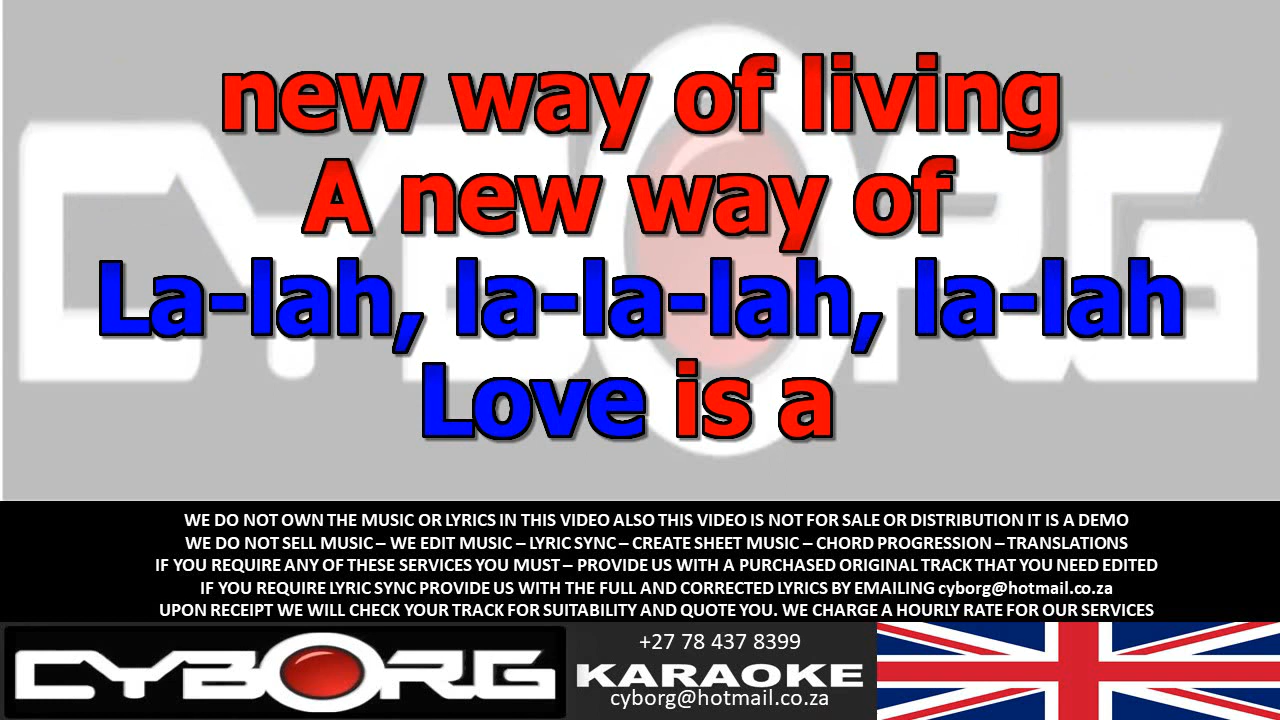 new way of living
A new way of
La-lah, la-la-lah, la-lah
Love is a
CYBORG
WE DO NOT OWN THE MUSIC OR LYRICS IN THIS VIDEO ALSO THIS VIDEO IS NOT FOR SALE OR DISTRIBUTION IT IS A DEMO
WE DO NOT SELL MUSIC – WE EDIT MUSIC – LYRIC SYNC – CREATE SHEET MUSIC – CHORD PROGRESSION – TRANSLATIONS
IF YOU REQUIRE ANY OF THESE SERVICES YOU MUST – PROVIDE US WITH A PURCHASED ORIGINAL TRACK THAT YOU NEED EDITED
IF YOU REQUIRE LYRIC SYNC PROVIDE US WITH THE FULL AND CORRECTED LYRICS BY EMAILING cyborg@hotmail.co.za
UPON RECEIPT WE WILL CHECK YOUR TRACK FOR SUITABILITY AND QUOTE YOU. WE CHARGE A HOURLY RATE FOR OUR SERVICES
CYBORG
+27 78 437 8399
KARAOKE
cyborg@hotmail.co.za